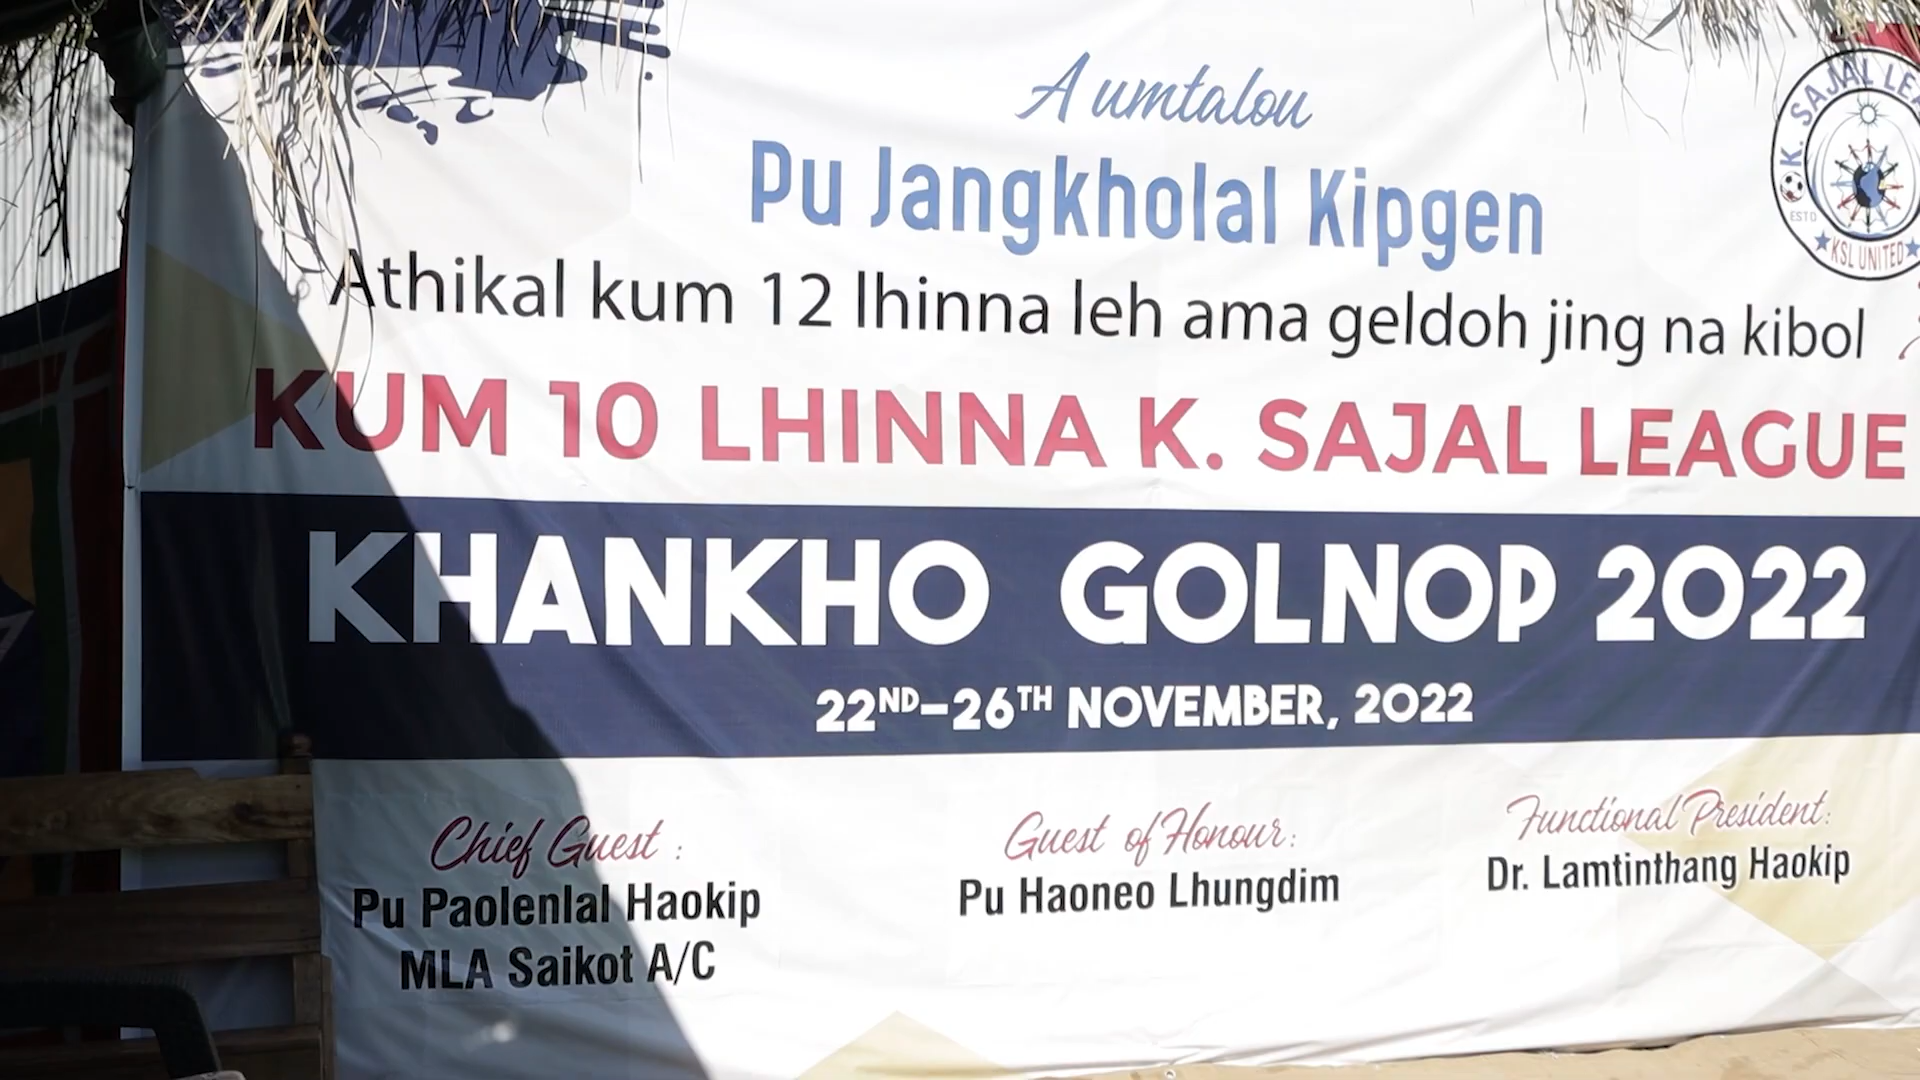 A umtalou
Pu Jangkholal Kipgen
Athikal kum 12 lhinna leh ama geldoh jing na kibol
KUM 10 LHINNA K. SAJAL LEAGUE
KHANKHO GOLNOP 2022
22ND-26TH NOVEMBER, 2022
Chief Guest :
Pu Paolenlal Haokip
MLA Saikot A/C
Guest of Honour:
Pu Haoneo Lhungdim
Functional President:
Dr. Lamtinthang Haokip
K. SAJAL
ESTD
KSL UNITED